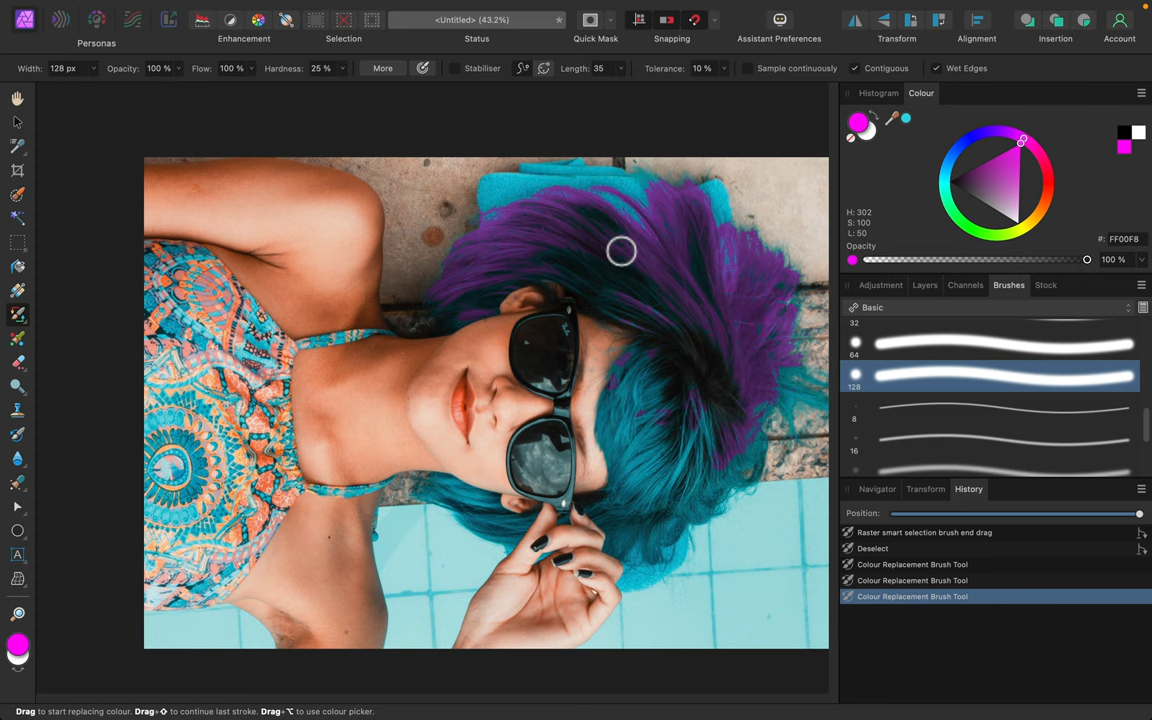 <Untitled> (43.2%)
Personas
Enhancement
Selection
Status
Quick Mask
Snapping
Assistant Preferences
Transform
Alignment
Insertion
Account
Width: 128 px
Opacity: 100 %
Flow: 100 %
Hardness: 25 %
More
Stabiliser
Length: 35
Tolerance: 10 %
Sample continuously
Contiguous
Wet Edges
Histogram
Colour
H: 302
S: 100
L: 50
#: FF00F8
Opacity
100 %
Adjustment
Layers
Channels
Brushes
Stock
Basic
32
64
128
8
16
Navigator
Transform
History
Position:
Raster smart selection brush end drag
Deselect
Colour Replacement Brush Tool
Colour Replacement Brush Tool
Colour Replacement Brush Tool
Drag to start replacing colour. Drag+⇧ to continue last stroke. Drag+⌥ to use colour picker.